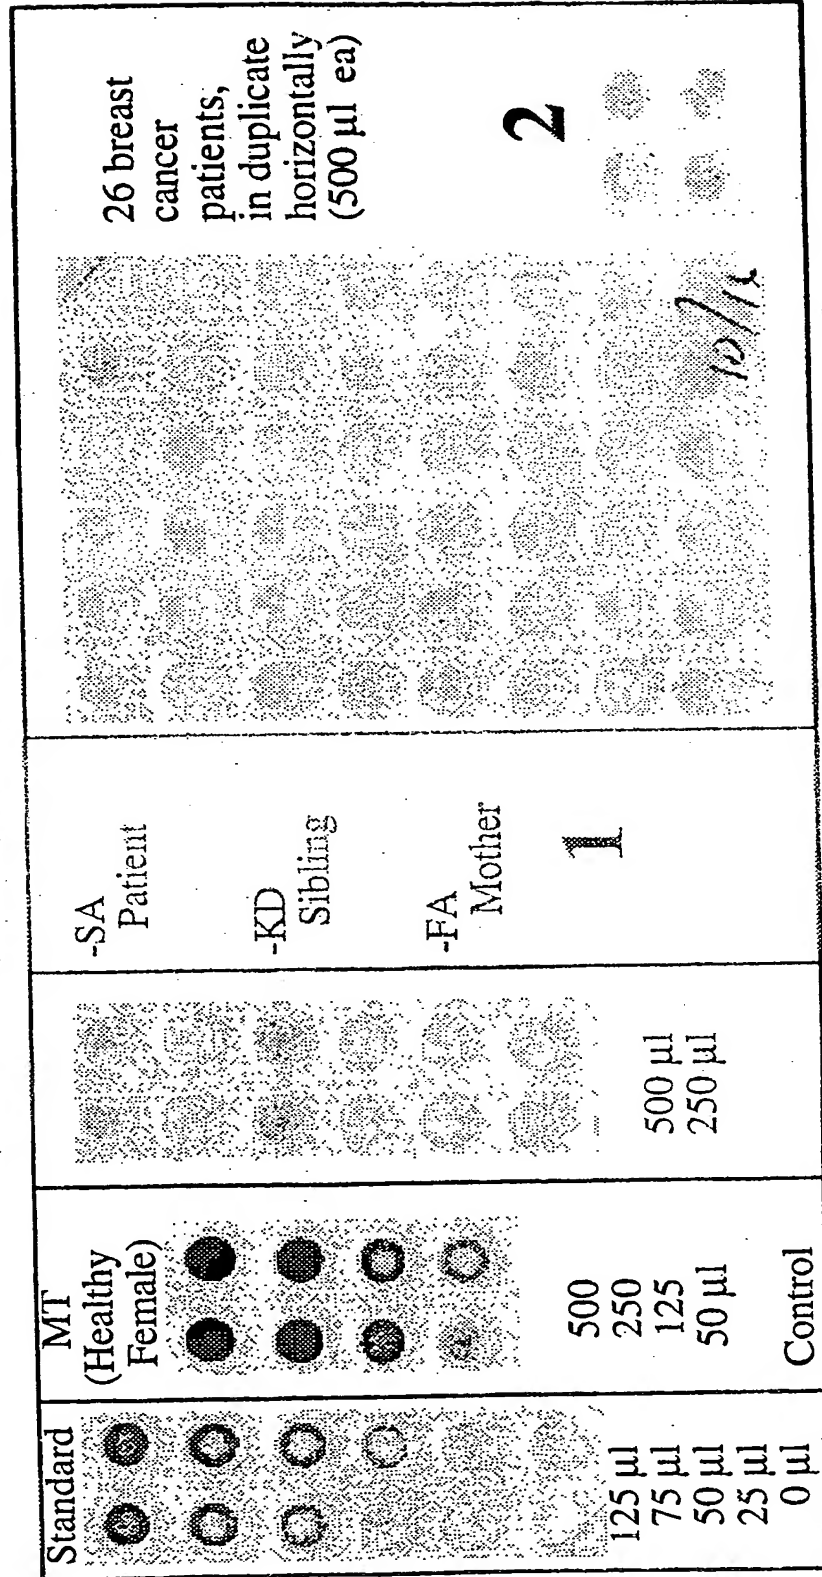 Standard
125 µl
75 µl
50 µl
25 µl
0 µl
MT
(Healthy
Female)
500
250
125
50 µl
Control
500 µl
250 µl
-SA
Patient
-KD
Sibling
-FA
Mother
1
26 breast
cancer
patients,
in duplicate
horizontally
(500 µl ea)
2